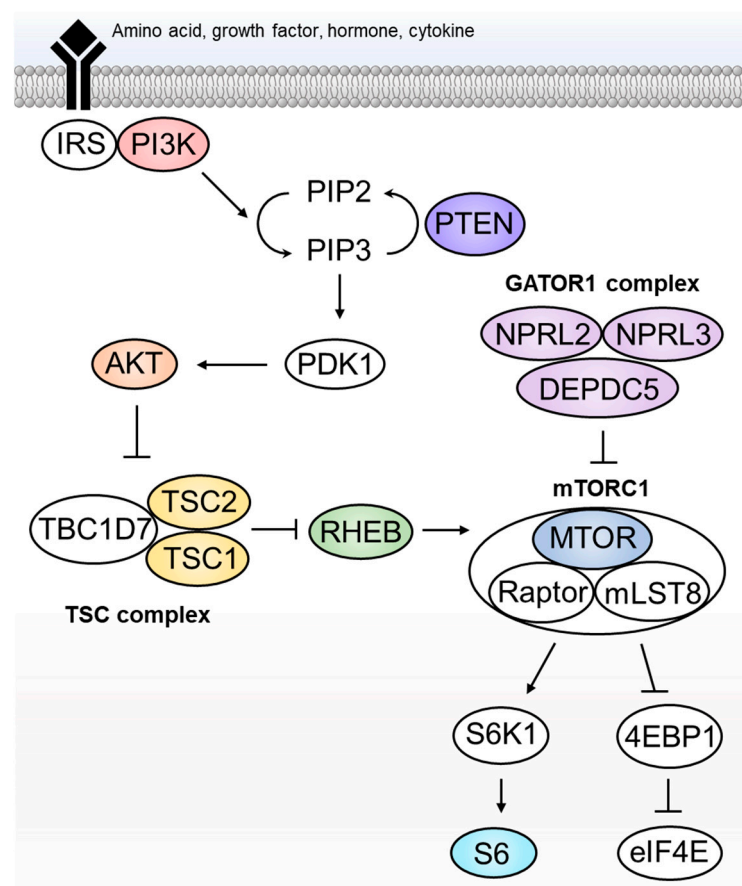 Amino acid, growth factor, hormone, cytokine
IRS
PI3K
PIP2
PTEN
PIP3
GATOR1 complex
NPRL2
NPRL3
AKT
PDK1
DEPDC5
mTORC1
TSC2
TBC1D7
RHEB
MTOR
TSC1
Raptor
mLST8
TSC complex
S6K1
4EBP1
S6
eIF4E